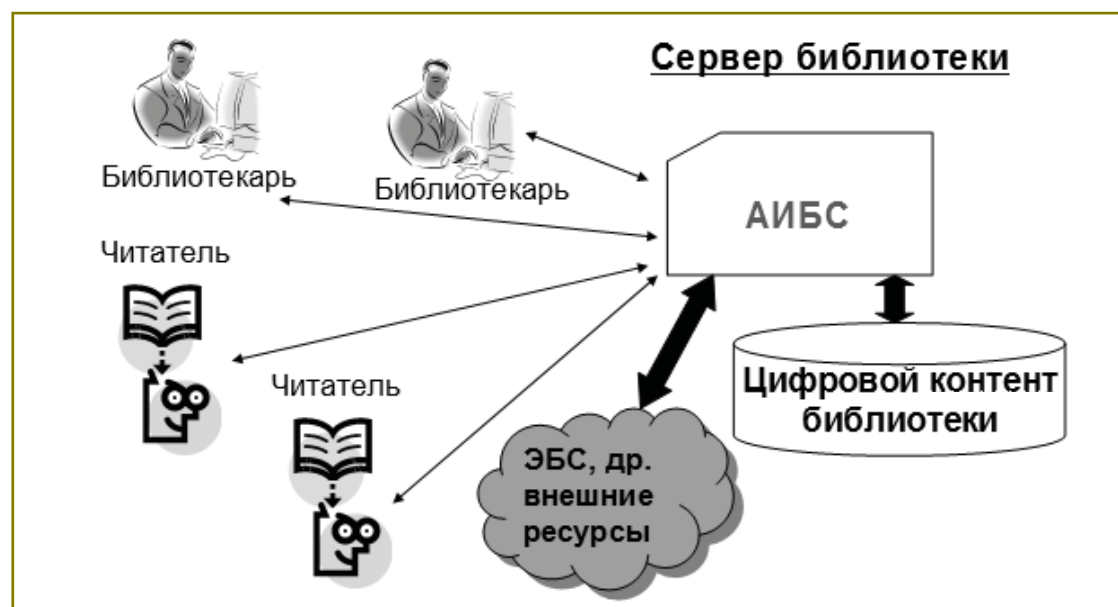 Сервер библиотеки
Библиотекарь
Библиотекарь
АИБС
Читатель
Читатель
Цифровой контент
библиотеки
ЭБС, др.
внешние
ресурсы